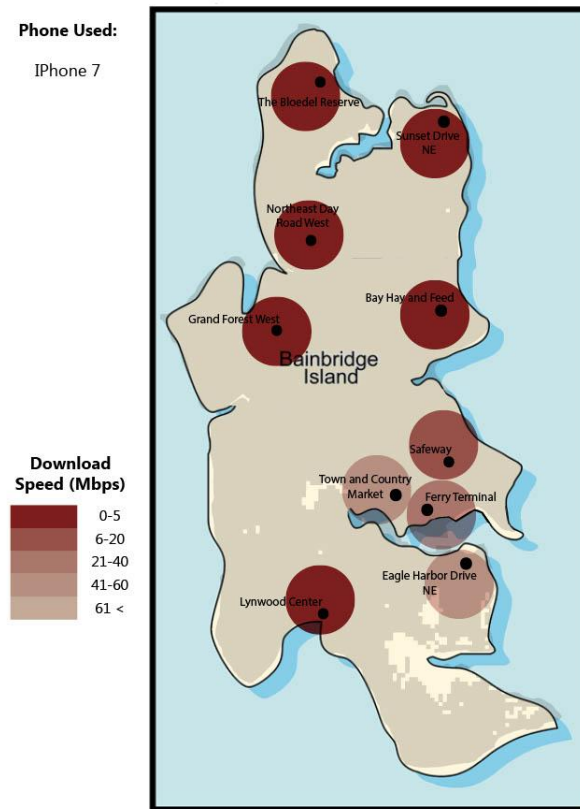 Phone Used:
IPhone 7
The Bloedel Reserve
Sunset Drive
NE
Northeast Day
Road West
Bay Hay and Feed
Grand Forest West
Bainbridge
Island
Safeway
Town and Country
Market
Ferry Terminal
Eagle Harbor Drive
NE
Lynwood Center
Download
Speed (Mbps)
0-5
6-20
21-40
41-60
61 <